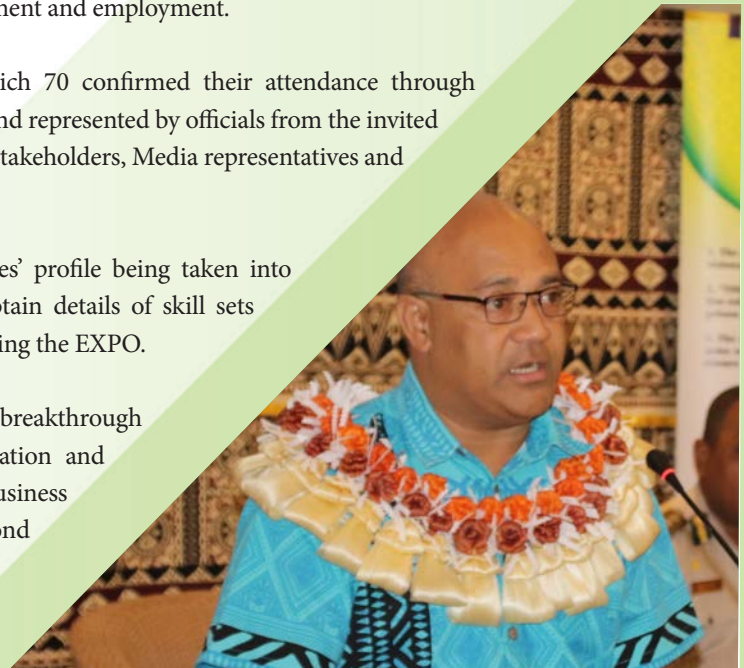 ment and employment.
ich 70 confirmed their attendance through
nd represented by officials from the invited
takeholders, Media representatives and
es’ profile being taken into
tain details of skill sets
ing the EXPO.
breakthrough
ation and
usiness
ond